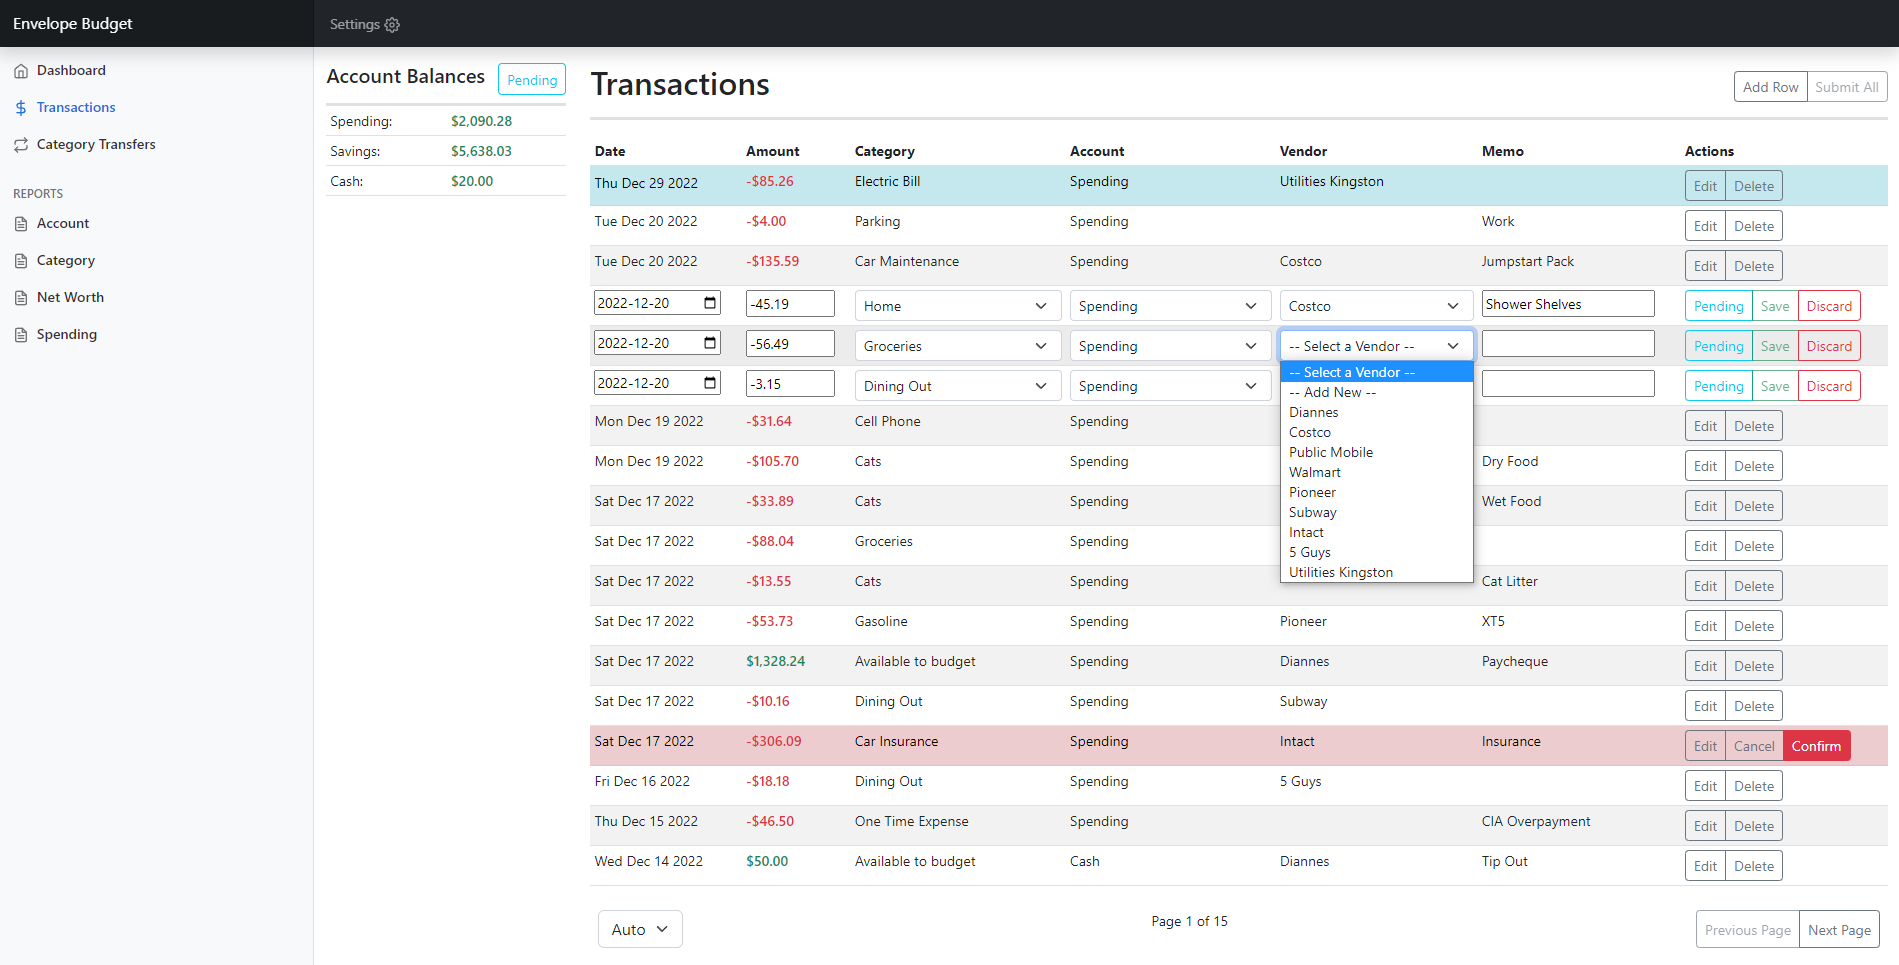 Envelope Budget
Settings
Dashboard
Transactions
Category Transfers
REPORTS
Account
Category
Net Worth
Spending
Account Balances Pending
Spending: $2,090.28
Savings: $5,638.03
Cash: $20.00
Transactions
Add Row Submit All
Date Amount Category Account Vendor Memo Actions
Thu Dec 29 2022 -$85.26 Electric Bill Spending Utilities Kingston Edit Delete
Tue Dec 20 2022 -$4.00 Parking Spending Work Edit Delete
Tue Dec 20 2022 -$135.59 Car Maintenance Spending Costco Jumpstart Pack Edit Delete
2022-12-20 -45.19 Home Spending Costco Shower Shelves Pending Save Discard
2022-12-20 -56.49 Groceries Spending -- Select a Vendor -- Pending Save Discard
2022-12-20 -3.15 Dining Out Spending Pending Save Discard
-- Select a Vendor --
-- Add New --
Diannes
Costco
Public Mobile
Walmart
Pioneer
Subway
Intact
5 Guys
Utilities Kingston
Mon Dec 19 2022 -$31.64 Cell Phone Spending Edit Delete
Mon Dec 19 2022 -$105.70 Cats Spending Dry Food Edit Delete
Sat Dec 17 2022 -$33.89 Cats Spending Wet Food Edit Delete
Sat Dec 17 2022 -$88.04 Groceries Spending Edit Delete
Sat Dec 17 2022 -$13.55 Cats Spending Cat Litter Edit Delete
Sat Dec 17 2022 -$53.73 Gasoline Spending Pioneer XT5 Edit Delete
Sat Dec 17 2022 $1,328.24 Available to budget Spending Diannes Paycheque Edit Delete
Sat Dec 17 2022 -$10.16 Dining Out Spending Subway Edit Delete
Sat Dec 17 2022 -$306.09 Car Insurance Spending Intact Insurance Edit Cancel Confirm
Fri Dec 16 2022 -$18.18 Dining Out Spending 5 Guys Edit Delete
Thu Dec 15 2022 -$46.50 One Time Expense Spending CIA Overpayment Edit Delete
Wed Dec 14 2022 $50.00 Available to budget Cash Diannes Tip Out Edit Delete
Auto Page 1 of 15 Previous Page Next Page